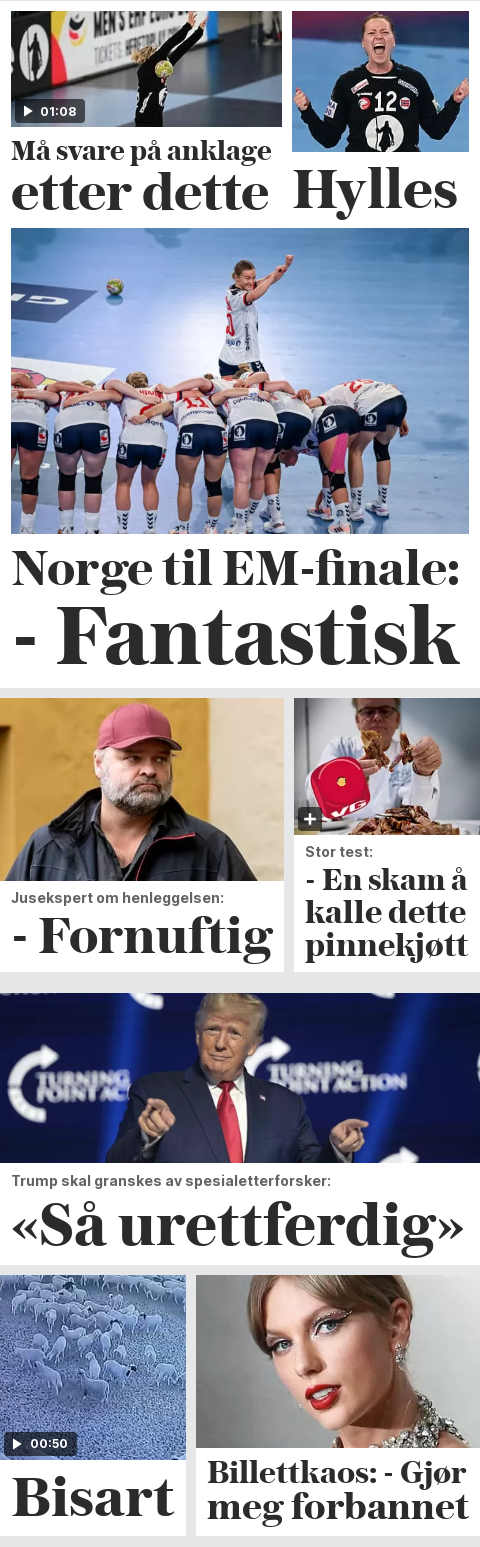 MEN'S EHF EURO
TICKETS:
01:08
12
Må svare på anklage
etter dette
Hylles
Norge til EM-finale:
- Fantastisk
VG
Jusekspert om henleggelsen:
- Fornuftig
Stor test:
- En skam å
kalle dette
pinnekjøtt
TURNING
POINT AC
TURNING
POINT ACTION
Trump skal granskes av spesialetterforsker:
«Så urettferdig»
00:50
Bisart
Billettkaos: - Gjør
meg forbannet